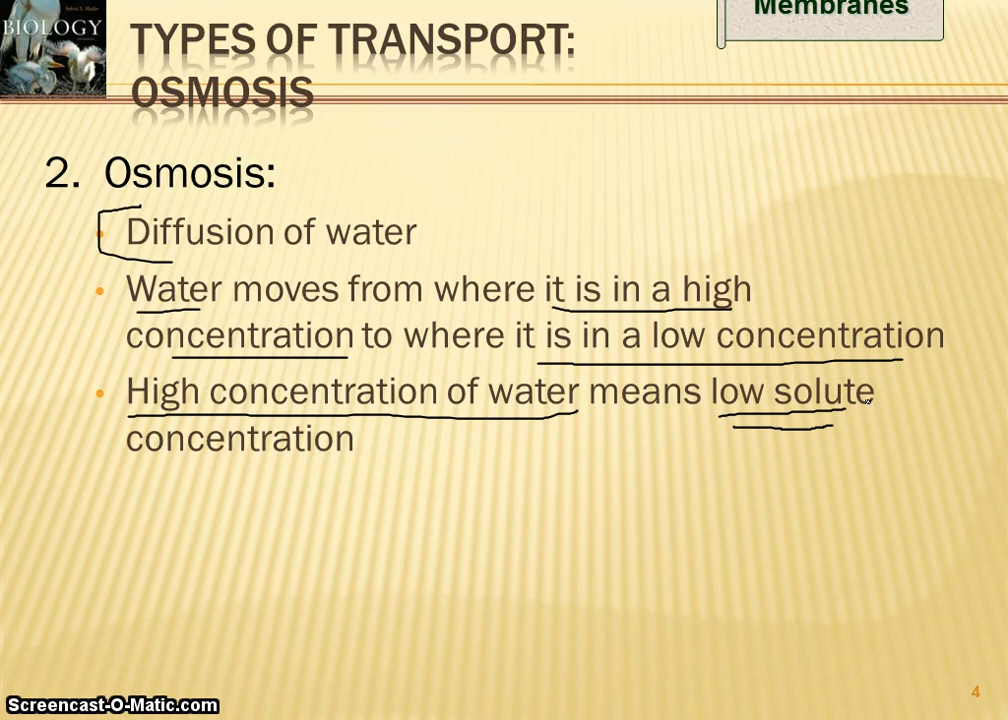 Membranes
BIOLOGY
TYPES OF TRANSPORT:
OSMOSIS
2. Osmosis:
• Diffusion of water
• Water moves from where it is in a high
concentration to where it is in a low concentration
• High concentration of water means low solute
concentration
4
Screencast-O-Matic.com